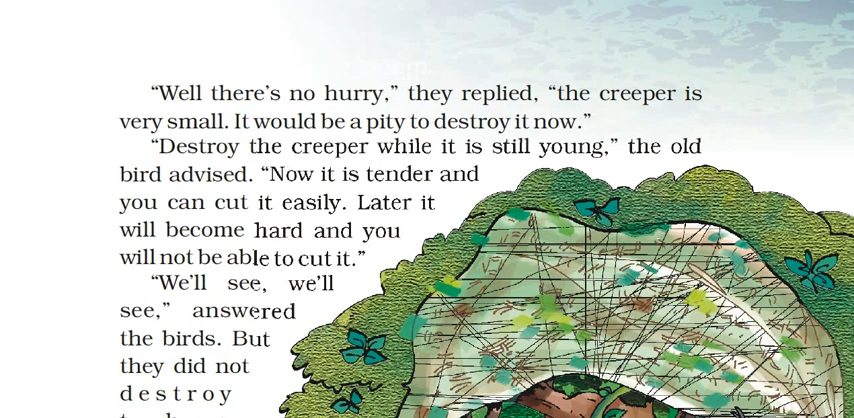 “Well there’s no hurry,” they replied, “the creeper is
very small. It would be a pity to destroy it now.”
“Destroy the creeper while it is still young,” the old
bird advised. “Now it is tender and
you can cut it easily. Later it
will become hard and you
will not be able to cut it.”
“We’ll see, we’ll
see,” answered
the birds. But
they did not
destroy